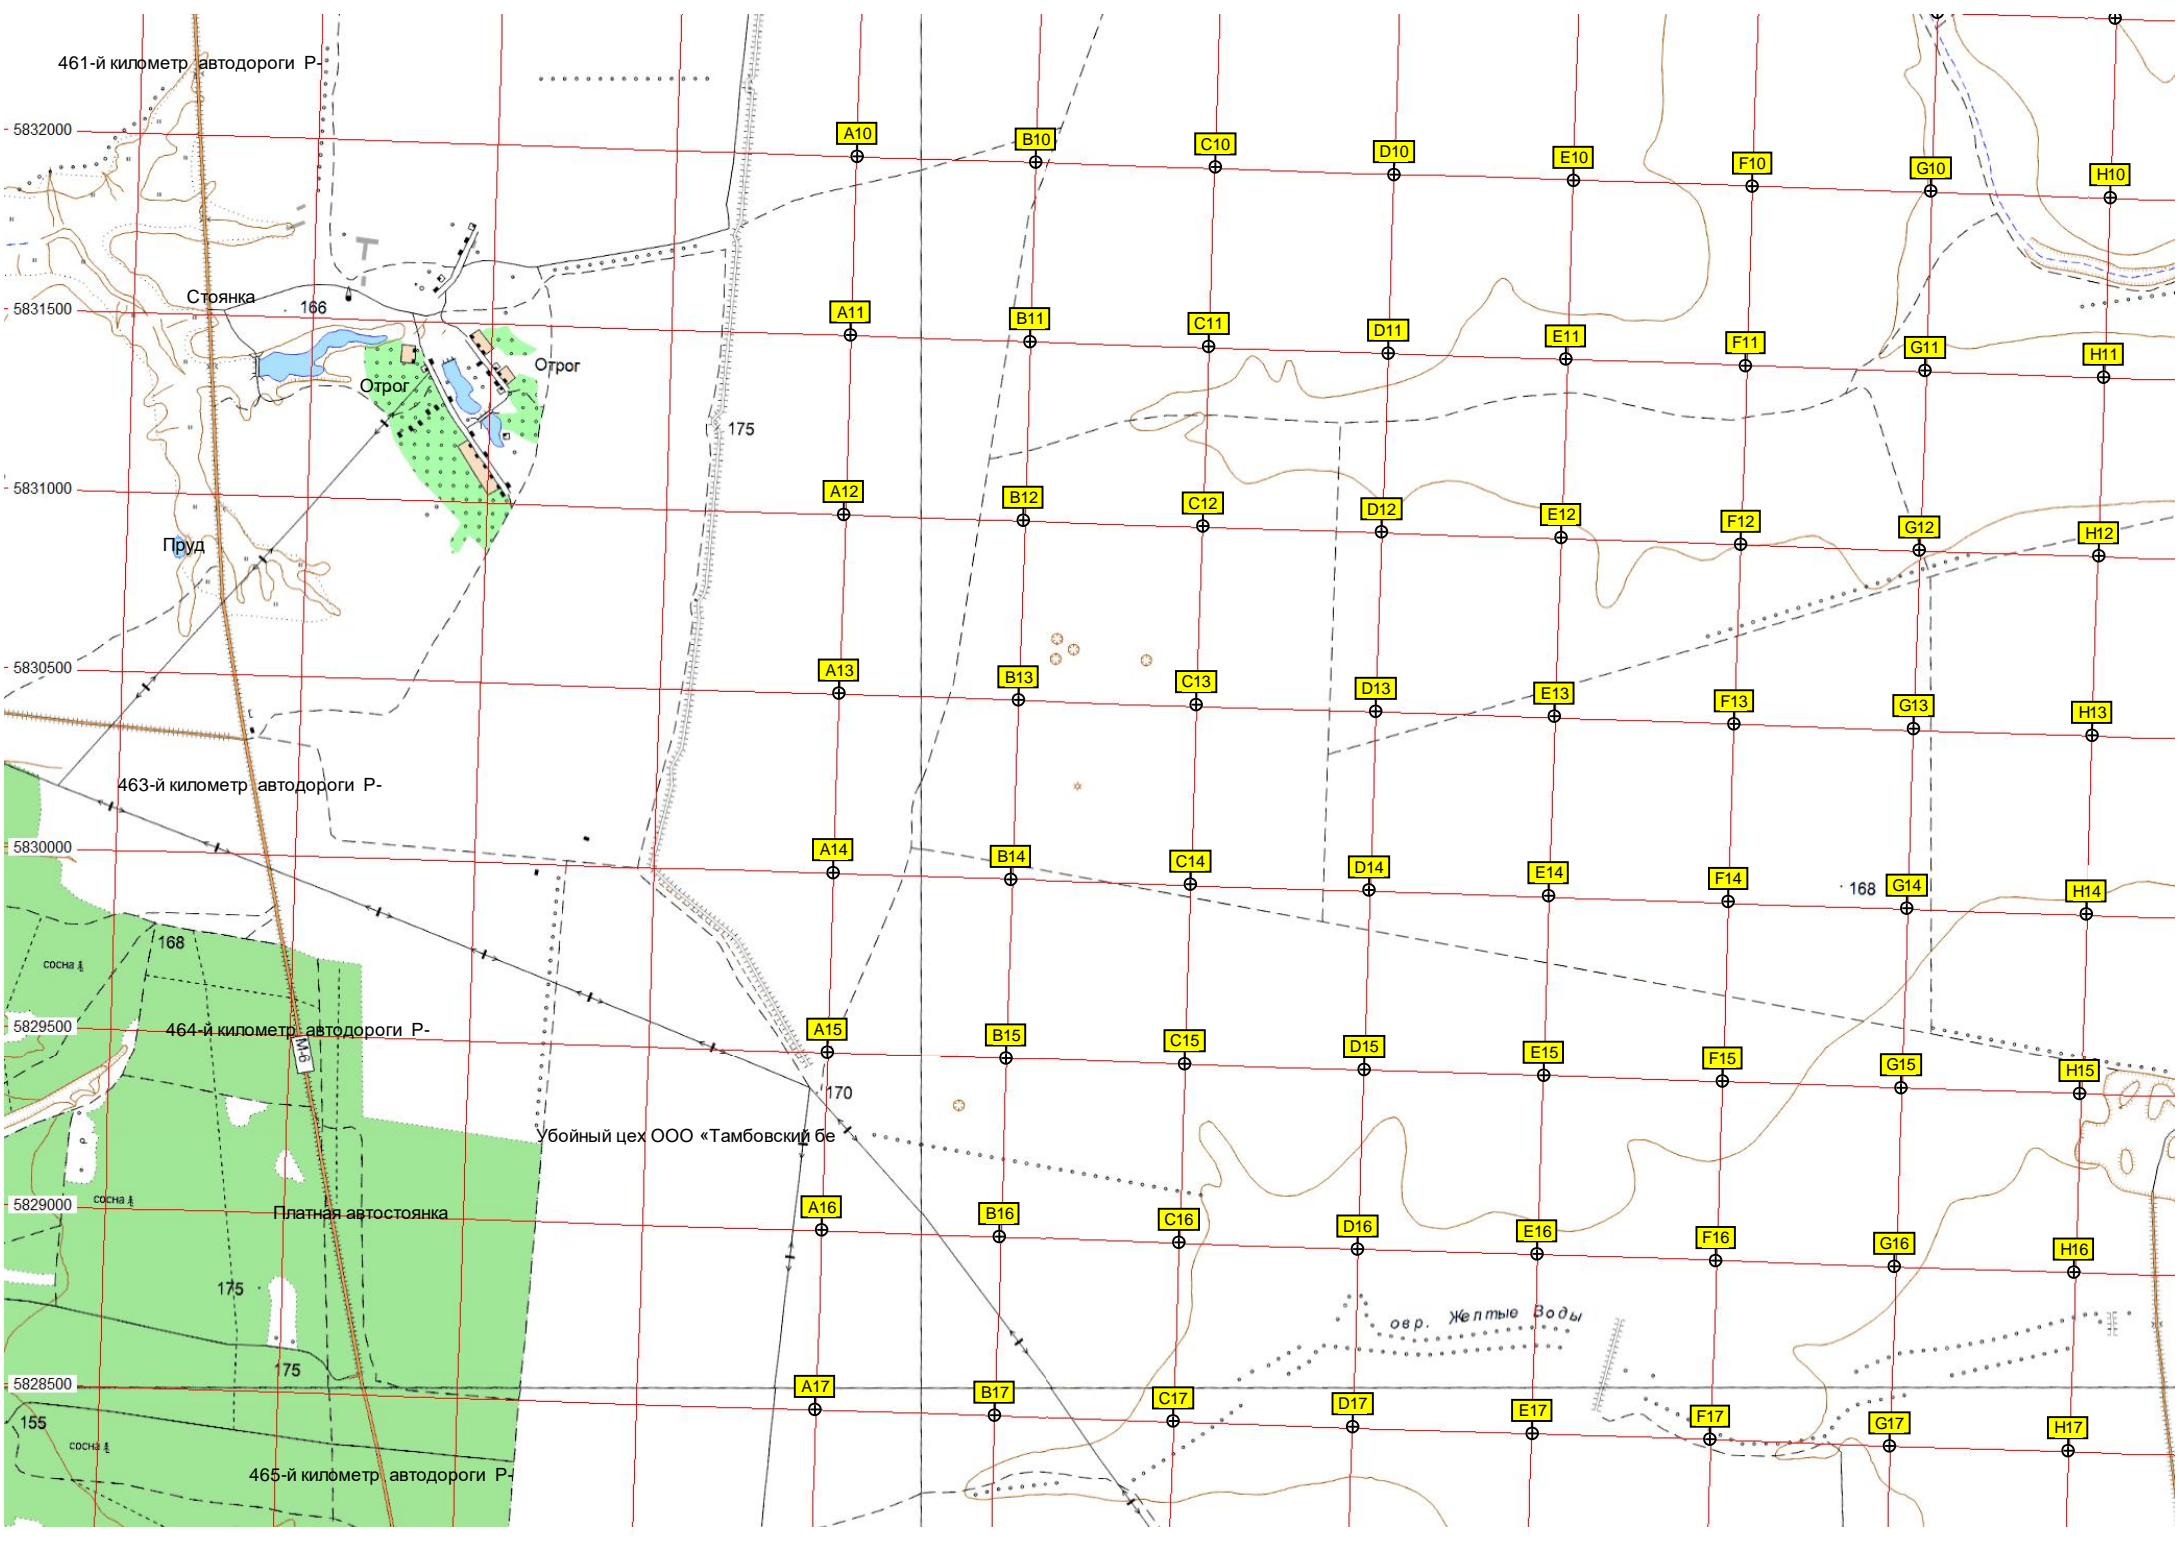 461-й километр автодороги Р-
5832000
A10
B10
C10
D10
E10
F10
G10
H10
Стоянка
166
5831500
A11
B11
C11
D11
E11
F11
G11
H11
Отрог
Отрог
175
5831000
A12
B12
C12
D12
E12
F12
G12
H12
Пруд
5830500
A13
B13
C13
D13
E13
F13
G13
H13
463-й километр автодороги Р-
5830000
A14
B14
C14
D14
E14
F14
168
G14
H14
168
сосна
5829500
464-й километр автодороги Р-
М-6
A15
B15
C15
D15
E15
F15
G15
H15
170
Убойный цех ООО «Тамбовский бе
сосна
5829000
Платная автостоянка
A16
B16
C16
D16
E16
F16
G16
H16
175
овр. Желтые Воды
175
5828500
A17
B17
C17
D17
E17
F17
G17
H17
155
сосна
465-й километр автодороги Р-